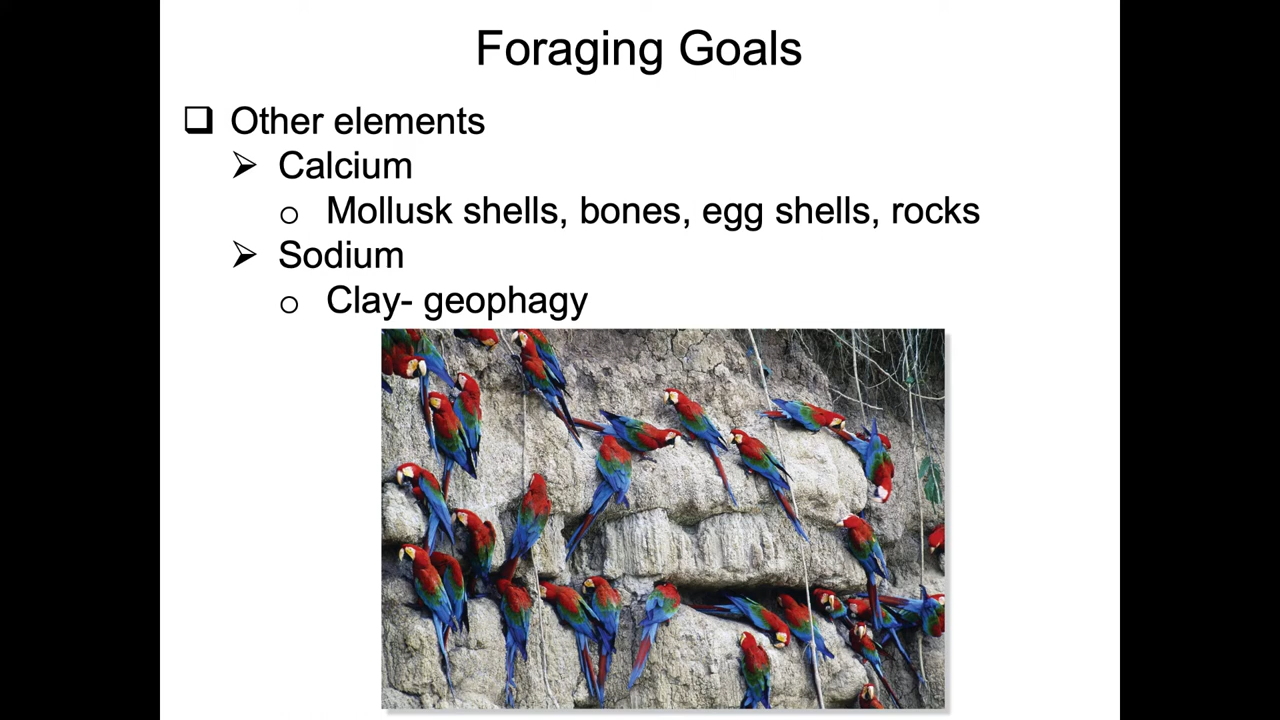 Foraging Goals
❑ Other elements
➢ Calcium
o Mollusk shells, bones, egg shells, rocks
➢ Sodium
o Clay- geophagy